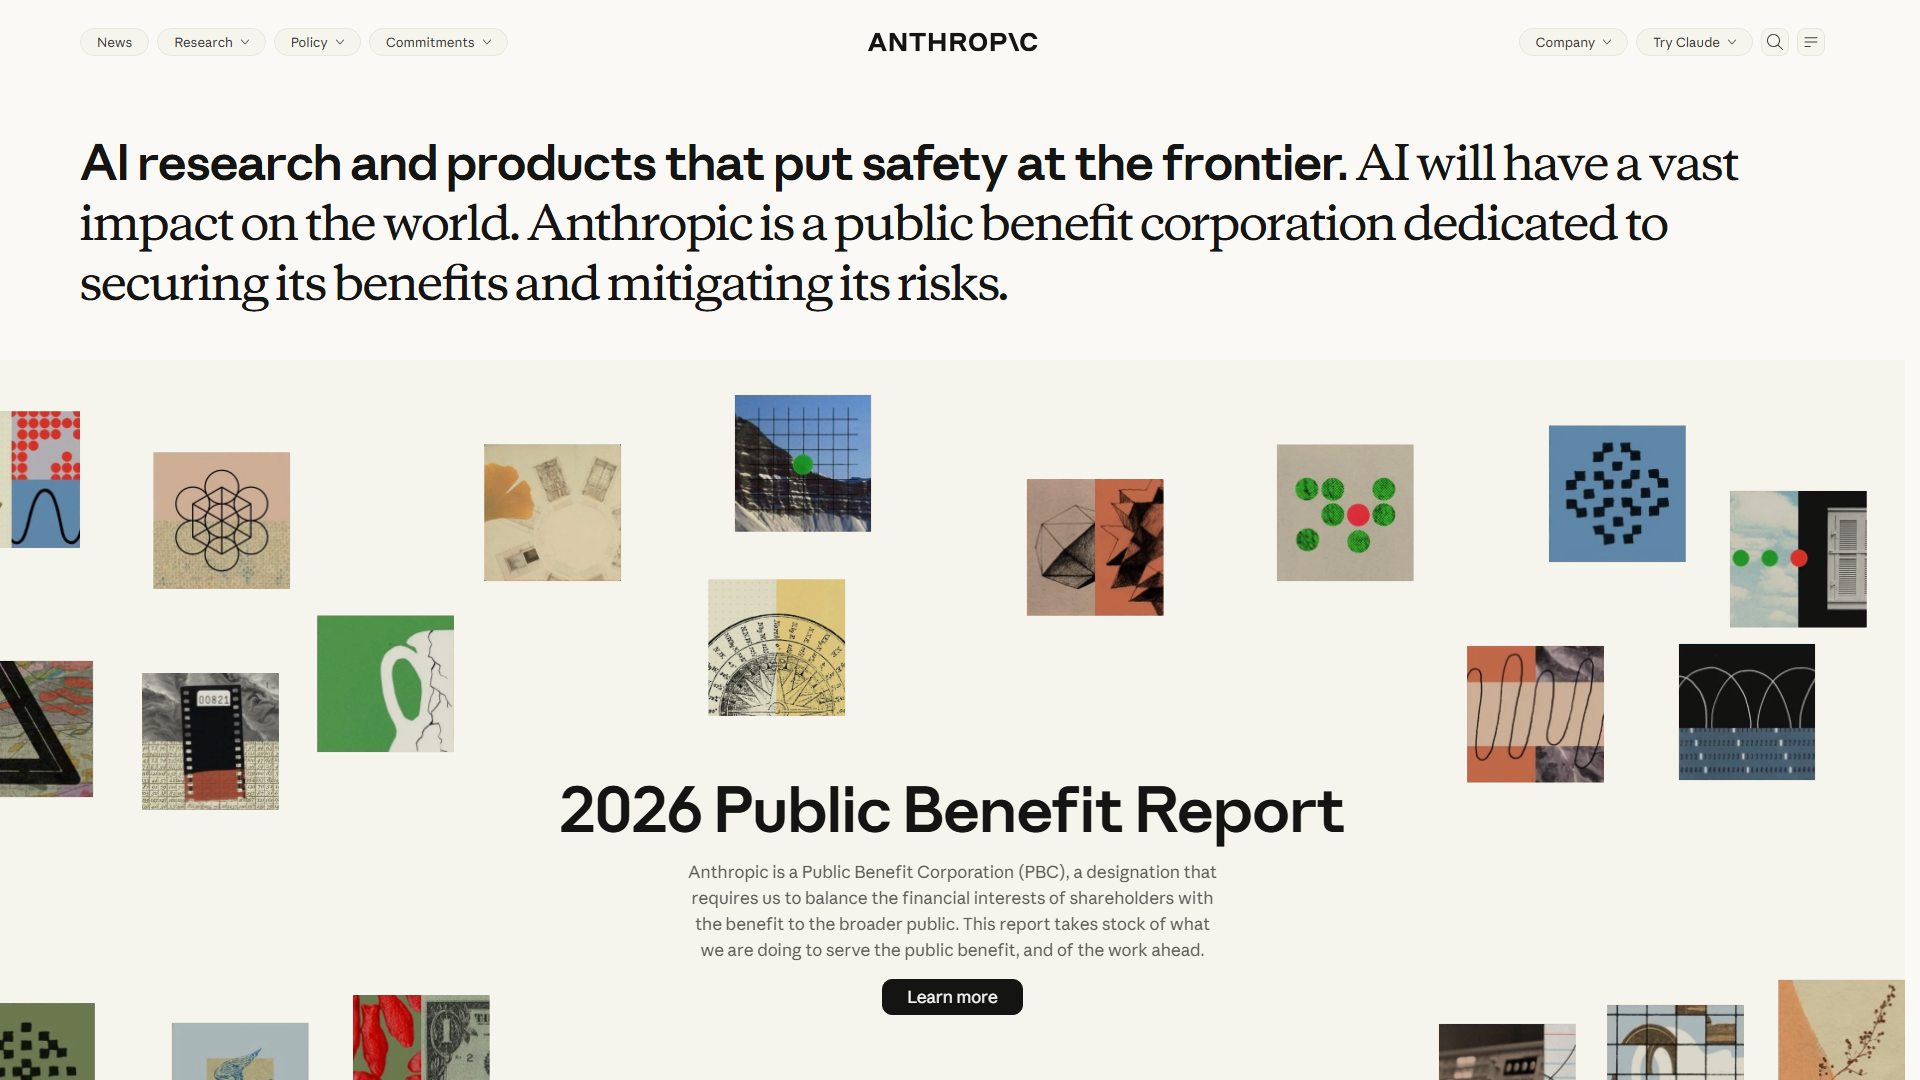 News
Research
Policy
Commitments
ANTHROP\C
Company
Try Claude
AI research and products that put safety at the frontier. AI will have a vast
impact on the world. Anthropic is a public benefit corporation dedicated to
securing its benefits and mitigating its risks.
00821
2026 Public Benefit Report
Anthropic is a Public Benefit Corporation (PBC), a designation that
requires us to balance the financial interests of shareholders with
the benefit to the broader public. This report takes stock of what
we are doing to serve the public benefit, and of the work ahead.
Learn more